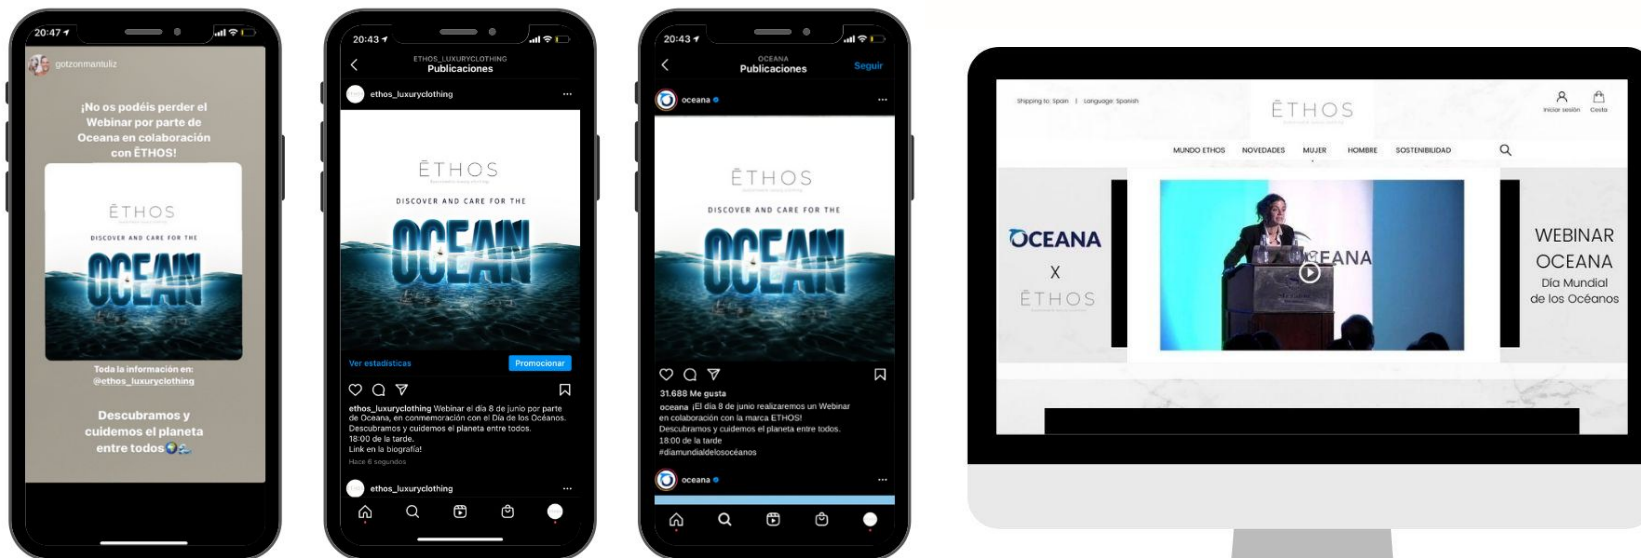 20:47
gotzonmantuliz
¡No os podéis perder el
Webinar por parte de
Oceana en colaboración
con ĒTHOS!
ĒTHOS
DISCOVER AND CARE FOR THE
OCEAN
Toda la información en:
@ethos_luxuryclothing
Descubramos y
cuidemos el planeta
entre todos
20:43
ETHOS_LUXURYCLOTHING
Publicaciones
ethos_luxuryclothing
ĒTHOS
DISCOVER AND CARE FOR THE
OCEAN
Ver estadísticas
Promocionar
ethos_luxuryclothing Webinar el día 8 de junio por parte
de Oceana, en conmemoración con el Día de los Océanos.
Descubramos y cuidemos el planeta entre todos.
18:00 de la tarde.
Link en la biografía!
Hace 6 segundos
ethos_luxuryclothing
20:43
OCEANA
Publicaciones
Seguir
oceana
ĒTHOS
DISCOVER AND CARE FOR THE
OCEAN
31.688 Me gusta
oceana ¡El día 8 de junio realizaremos un Webinar
en colaboración con la marca ETHOS!
Descubramos y cuidemos el planeta entre todos.
18:00 de la tarde
#diamundialdelosocéanos
oceana
Shipping to: Spain | Language: Spanish
ĒTHOS
Iniciar sesión
Cesta
MUNDO ETHOS NOVEDADES MUJER HOMBRE SOSTENIBILIDAD
OCEANA
X
ĒTHOS
CEANA
WEBINAR
OCEANA
Día Mundial
de los Océanos